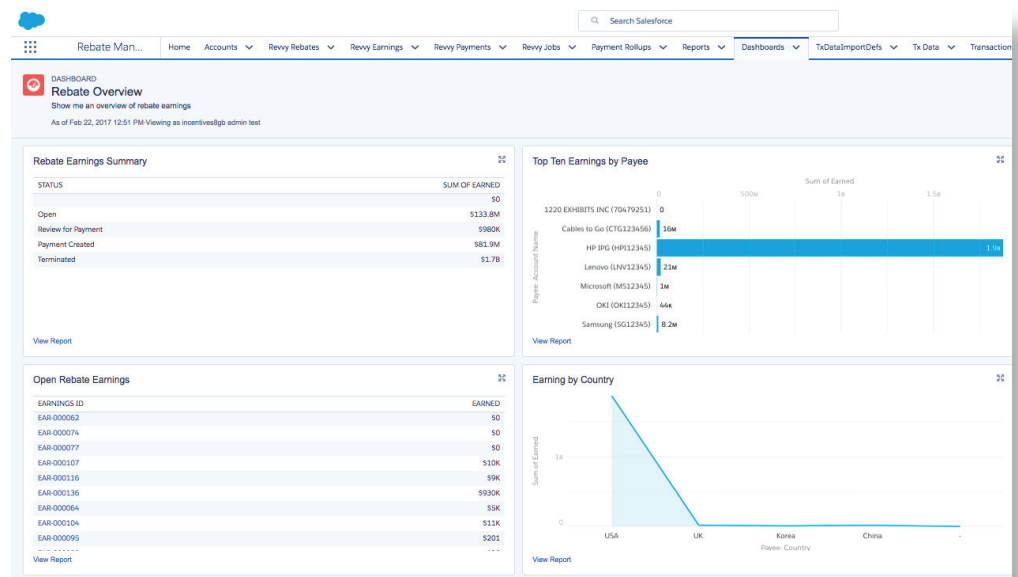 Search Salesforce
Rebate Man... Home Accounts Revvy Rebates Revvy Earnings Revvy Payments Revvy Jobs Payment Rollups Reports Dashboards TxDataImportDefs Tx Data Transaction
DASHBOARD
Rebate Overview
Show me an overview of rebate earnings
As of Feb 22, 2017 12:51 PM·Viewing as incentives8gb admin test
Rebate Earnings Summary
STATUS SUM OF EARNED
$0
Open $133.8M
Review for Payment $980K
Payment Created $81.9M
Terminated $1.7B
View Report
Top Ten Earnings by Payee
Sum of Earned
0 500M 1B 1.5B
Payee: Account Name
1220 EXHIBITS INC (70479251) 0
Cables to Go (CTG123456) 16M
HP IPG (HPI12345) 1.9B
Lenovo (LNV12345) 21M
Microsoft (MS12345) 1M
OKI (OKI12345) 44K
Samsung (SG12345) 8.2M
View Report
Open Rebate Earnings
EARNINGS ID EARNED
EAR-000062 $0
EAR-000074 $0
EAR-000077 $0
EAR-000107 $10K
EAR-000116 $9K
EAR-000136 $930K
EAR-000064 $5K
EAR-000104 $11K
EAR-000095 $201
View Report
Earning by Country
Sum of Earned
1B
0
USA UK Korea China -
Payee: Country
View Report